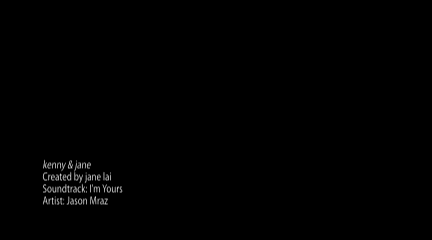 kenny & jane
Created by jane lai
Soundtrack: I'm Yours
Artist: Jason Mraz